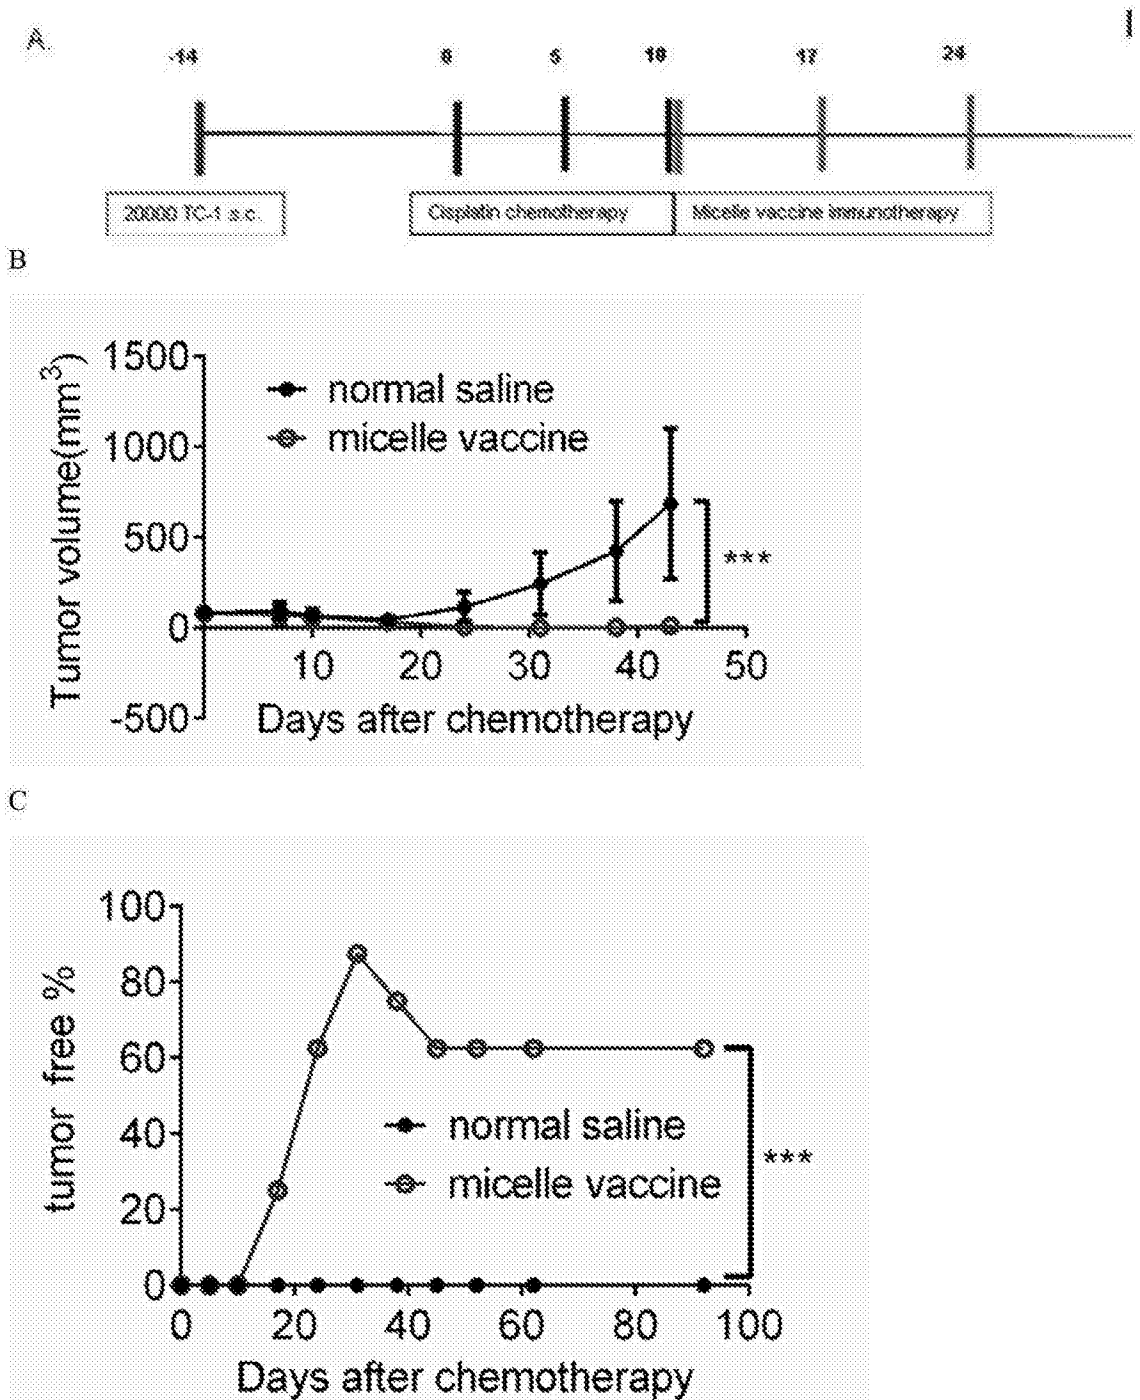 A.
-14 0 5 10 17 24
20000 TC-1 s.c. Cisplatin chemotherapy Micelle vaccine immunotherapy
B
Tumor volume(mm³)
1500
1000
500
0
-500
normal saline
micelle vaccine
***
10 20 30 40 50
Days after chemotherapy
C
tumor free %
100
80
60
40
20
0
normal saline
micelle vaccine
***
0 20 40 60 80 100
Days after chemotherapy